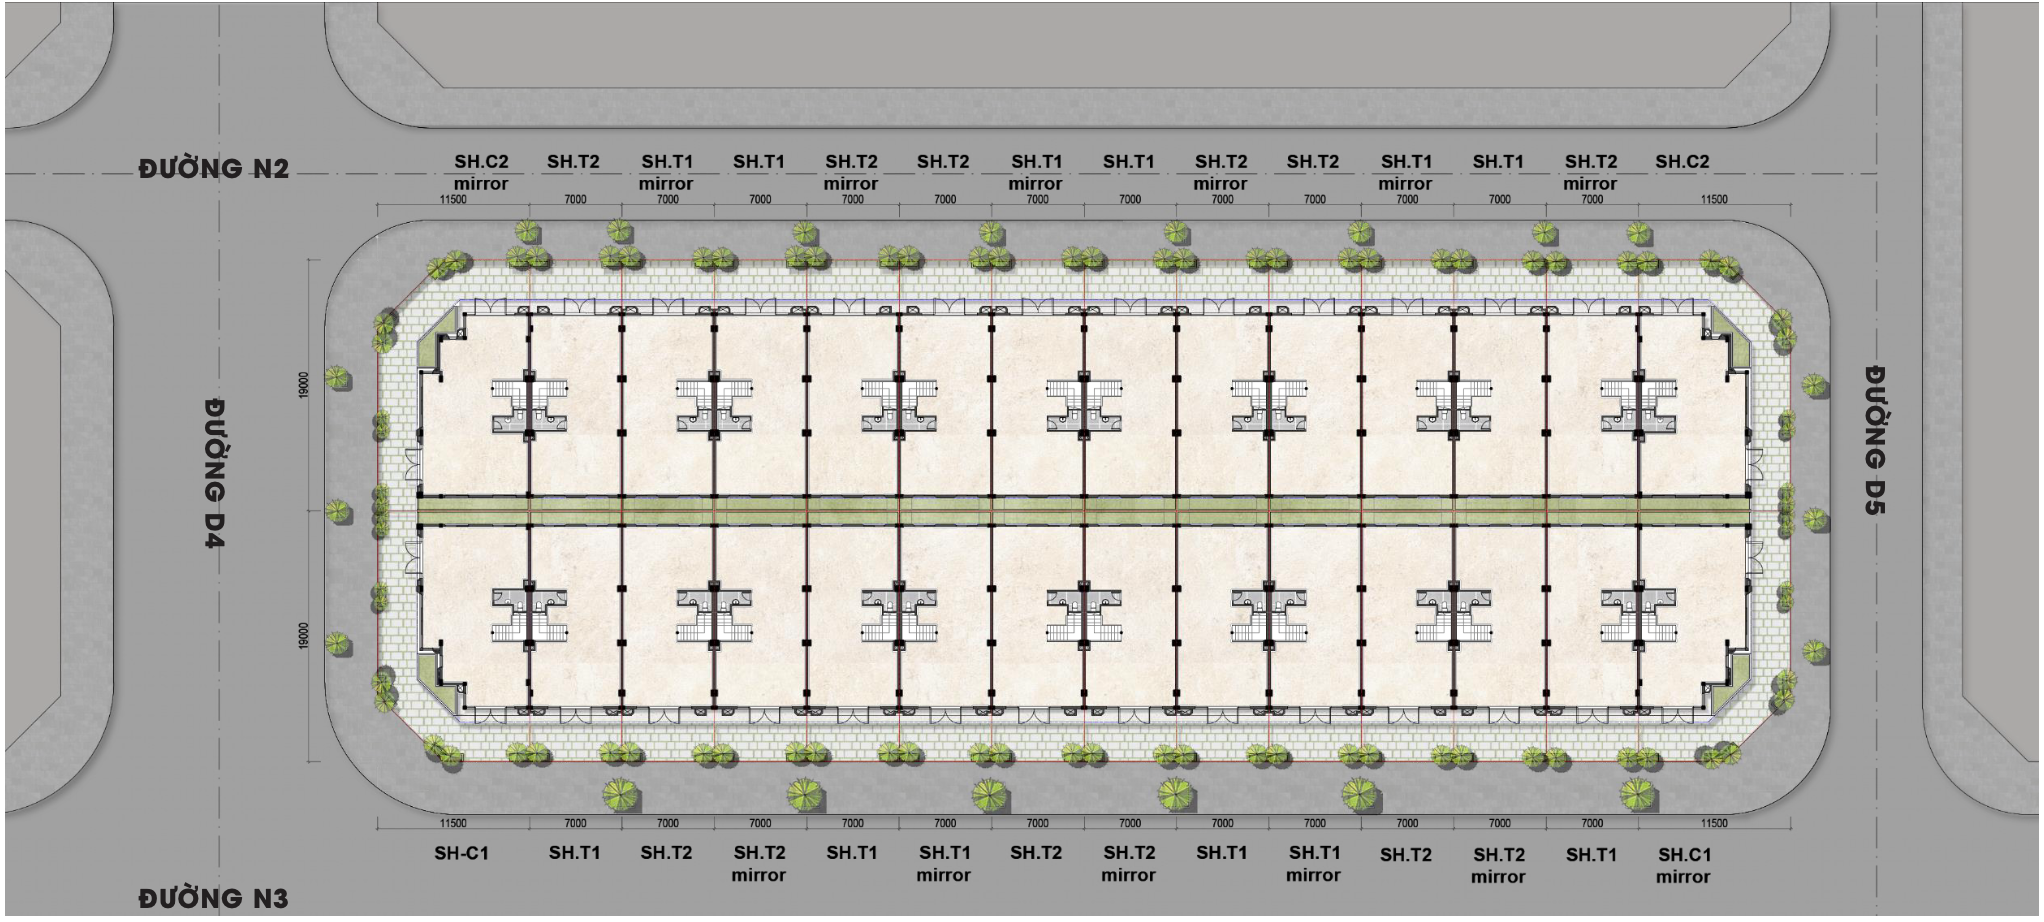 SH.C2 SH.T2 SH.T1 SH.T1 SH.T2 SH.T2 SH.T1 SH.T1 SH.T2 SH.T2 SH.T1 SH.T1 SH.T2 SH.C2
ĐƯỜNG N2
mirror mirror mirror mirror mirror mirror mirror
11500 7000 7000 7000 7000 7000 7000 7000 7000 7000 7000 7000 7000 11500
19000
ĐƯỜNG D4
ĐƯỜNG D5
19000
11500 7000 7000 7000 7000 7000 7000 7000 7000 7000 7000 7000 7000 11500
SH-C1 SH.T1 SH.T2 SH.T2 SH.T1 SH.T1 SH.T2 SH.T2 SH.T1 SH.T1 SH.T2 SH.T2 SH.T1 SH.C1
mirror mirror mirror mirror mirror mirror
ĐƯỜNG N3